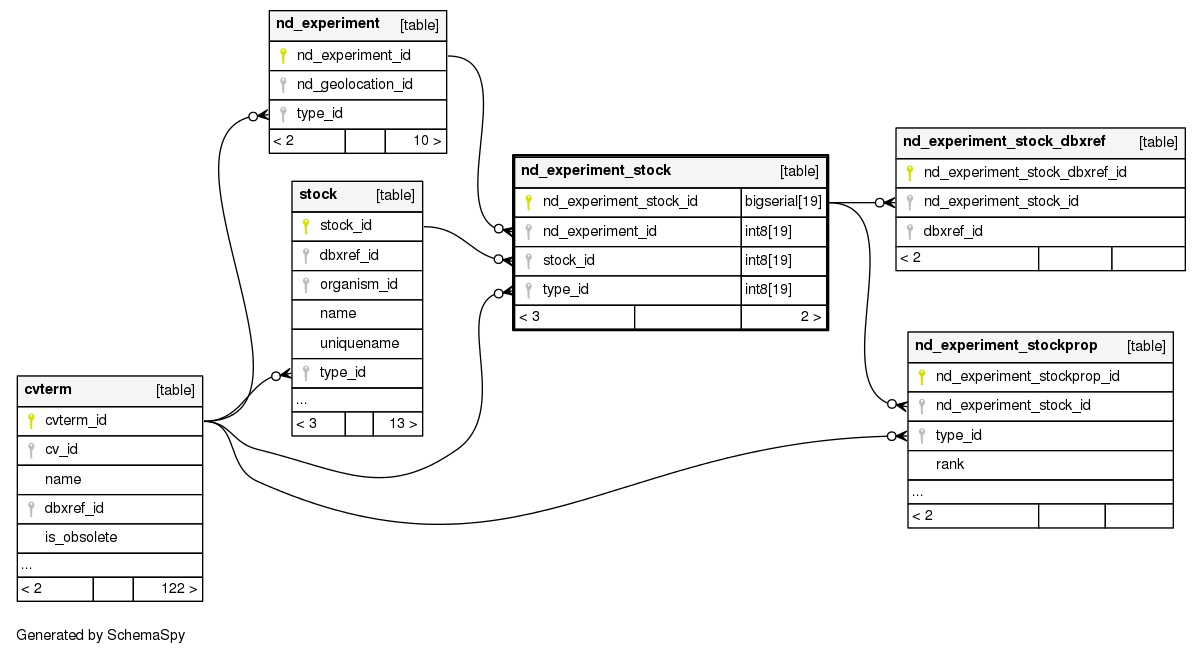 nd_experiment [table]
nd_experiment_id
nd_geolocation_id
type_id
< 2 10 >
stock [table]
stock_id
dbxref_id
organism_id
name
uniquename
type_id
...
< 3 13 >
cvterm [table]
cvterm_id
cv_id
name
dbxref_id
is_obsolete
...
< 2 122 >
nd_experiment_stock [table]
nd_experiment_stock_id bigserial[19]
nd_experiment_id int8[19]
stock_id int8[19]
type_id int8[19]
< 3 2 >
nd_experiment_stock_dbxref [table]
nd_experiment_stock_dbxref_id
nd_experiment_stock_id
dbxref_id
< 2
nd_experiment_stockprop [table]
nd_experiment_stockprop_id
nd_experiment_stock_id
type_id
rank
...
< 2
Generated by SchemaSpy